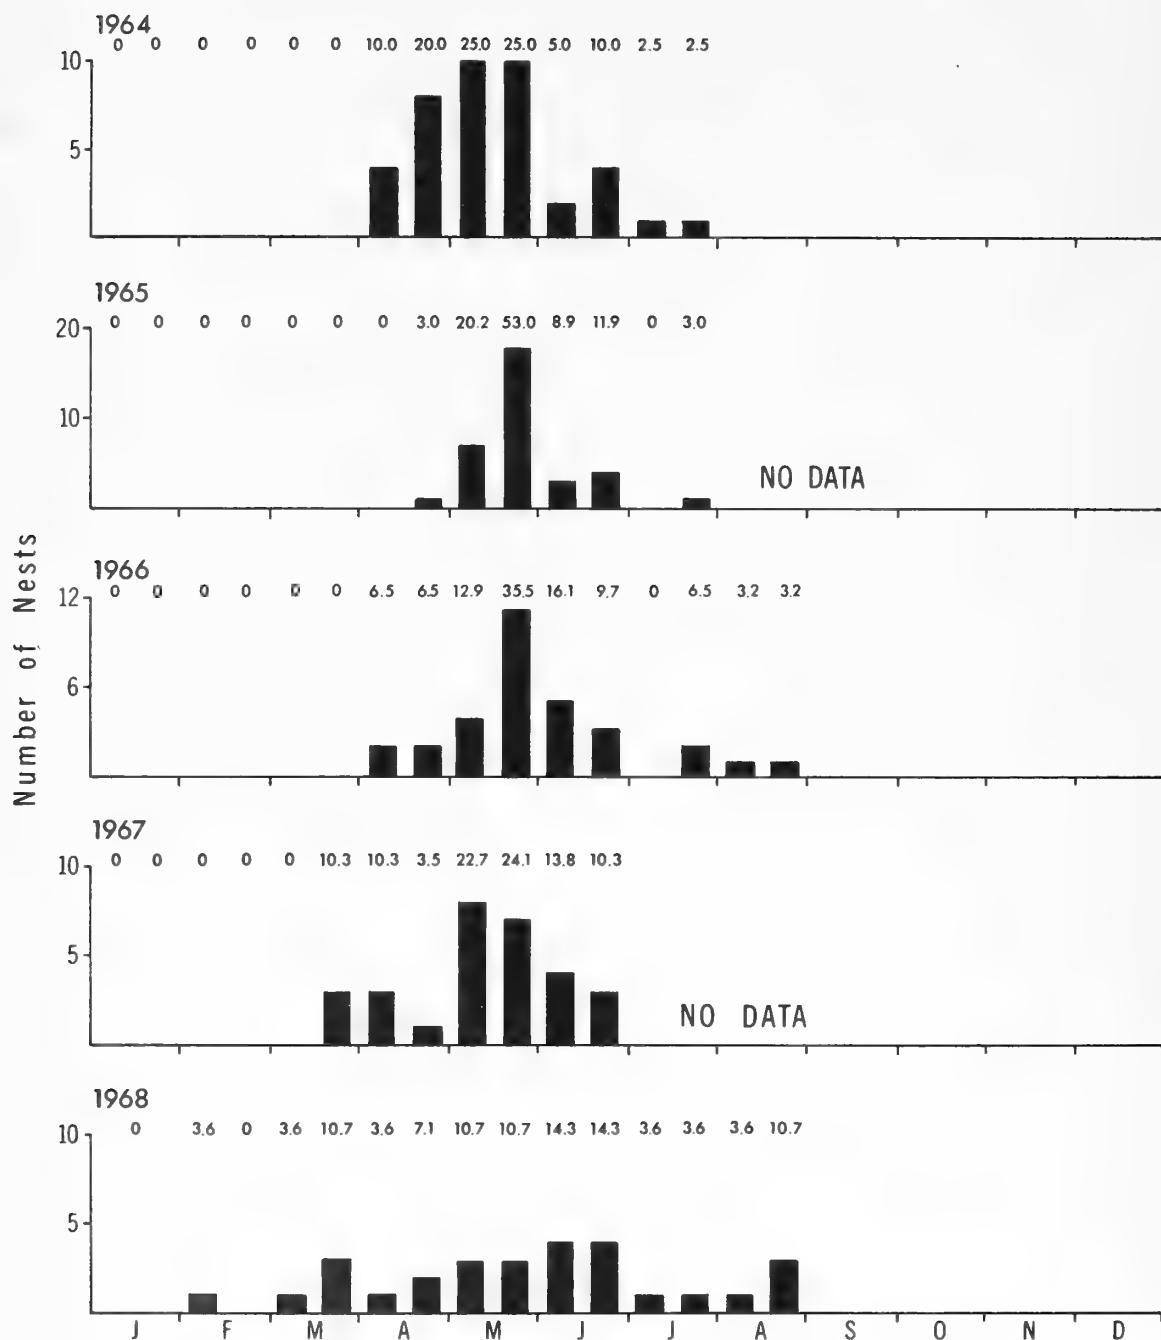 1964
0 0 0 0 0 0 10.0 20.0 25.0 25.0 5.0 10.0 2.5 2.5
10
5
1965
0 0 0 0 0 0 0 3.0 20.2 53.0 8.9 11.9 0 3.0
20
10
NO DATA
1966
0 0 0 0 0 0 6.5 6.5 12.9 35.5 16.1 9.7 0 6.5 3.2 3.2
12
6
Number of Nests
1967
0 0 0 0 0 10.3 10.3 3.5 22.7 24.1 13.8 10.3
10
5
NO DATA
1968
0 3.6 0 3.6 10.7 3.6 7.1 10.7 10.7 14.3 14.3 3.6 3.6 3.6 10.7
10
5
J F M A M J J A S O N D